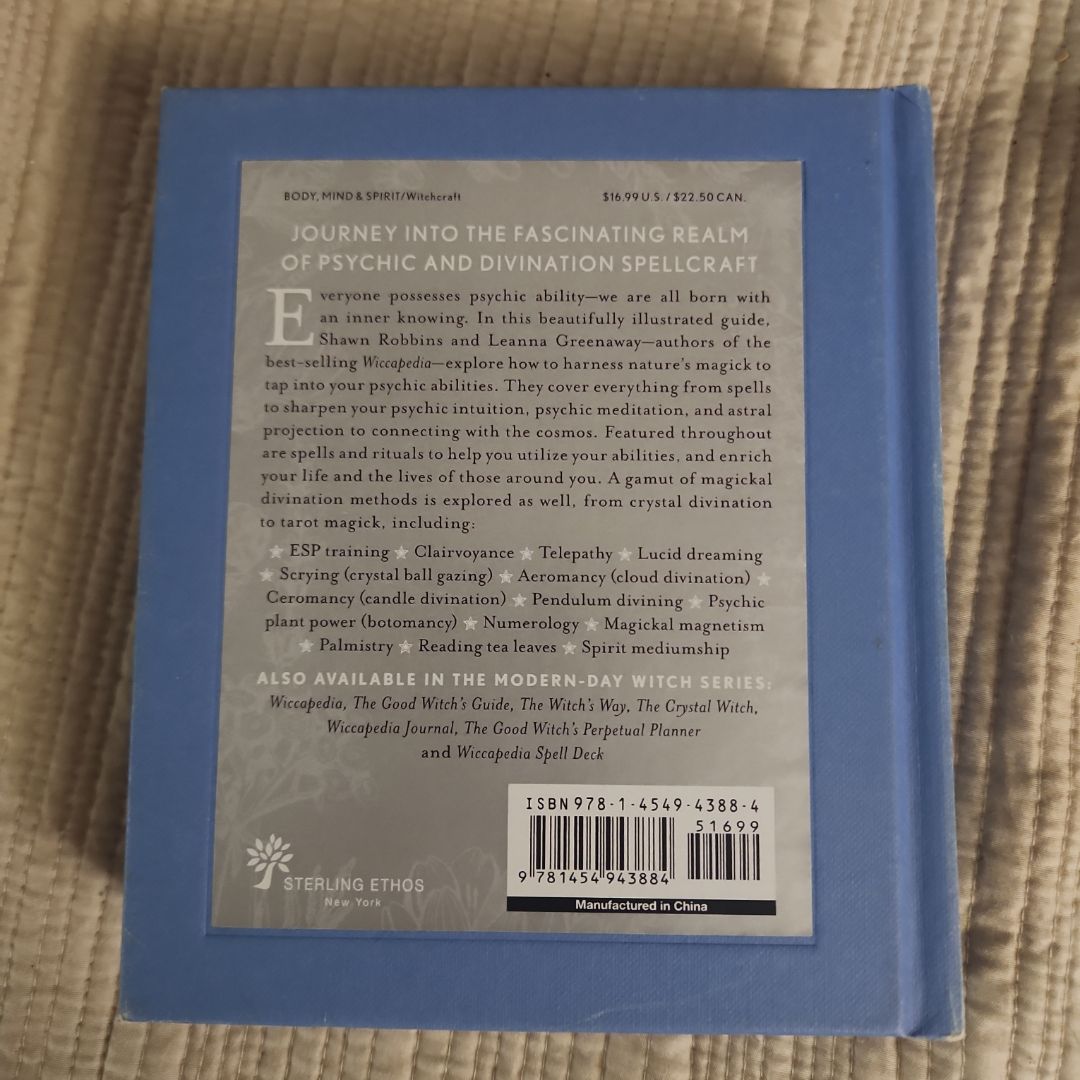 BODY, MIND & SPIRIT/Witchcraft
$16.99 U.S. / $22.50 CAN.
JOURNEY INTO THE FASCINATING REALM
OF PSYCHIC AND DIVINATION SPELLCRAFT
Everyone possesses psychic ability—we are all born with
an inner knowing. In this beautifully illustrated guide,
Shawn Robbins and Leanna Greenaway—authors of the
best-selling Wiccapedia—explore how to harness nature's magick to
tap into your psychic abilities. They cover everything from spells
to sharpen your psychic intuition, psychic meditation, and astral
projection to connecting with the cosmos. Featured throughout
are spells and rituals to help you utilize your abilities, and enrich
your life and the lives of those around you. A gamut of magickal
divination methods is explored as well, from crystal divination
to tarot magick, including:
★ ESP training ★ Clairvoyance ★ Telepathy ★ Lucid dreaming
★ Scrying (crystal ball gazing) ★ Aeromancy (cloud divination) ★
Ceromancy (candle divination) ★ Pendulum divining ★ Psychic
plant power (botomancy) ★ Numerology ★ Magickal magnetism
★ Palmistry ★ Reading tea leaves ★ Spirit mediumship
ALSO AVAILABLE IN THE MODERN-DAY WITCH SERIES:
Wiccapedia, The Good Witch's Guide, The Witch's Way, The Crystal Witch,
Wiccapedia Journal, The Good Witch's Perpetual Planner
and Wiccapedia Spell Deck
STERLING ETHOS
New York
ISBN 978-1-4549-4388-4
51699
9 781454 943884
Manufactured in China